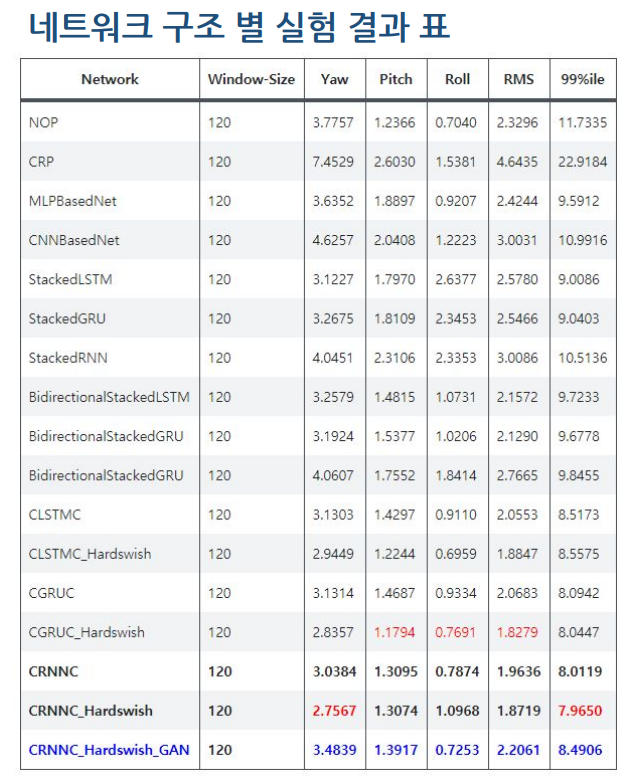 네트워크 구조 별 실험 결과 표
Network Window-Size Yaw Pitch Roll RMS 99%ile
NOP 120 3.7757 1.2366 0.7040 2.3296 11.7335
CRP 120 7.4529 2.6030 1.5381 4.6435 22.9184
MLPBasedNet 120 3.6352 1.8897 0.9207 2.4244 9.5912
CNNBasedNet 120 4.6257 2.0408 1.2223 3.0031 10.9916
StackedLSTM 120 3.1227 1.7970 2.6377 2.5780 9.0086
StackedGRU 120 3.2675 1.8109 2.3453 2.5466 9.0403
StackedRNN 120 4.0451 2.3106 2.3353 3.0086 10.5136
BidirectionalStackedLSTM 120 3.2579 1.4815 1.0731 2.1572 9.7233
BidirectionalStackedGRU 120 3.1924 1.5377 1.0206 2.1290 9.6778
BidirectionalStackedGRU 120 4.0607 1.7552 1.8414 2.7665 9.8455
CLSTMC 120 3.1303 1.4297 0.9110 2.0553 8.5173
CLSTMC_Hardswish 120 2.9449 1.2244 0.6959 1.8847 8.5575
CGRUC 120 3.1314 1.4687 0.9334 2.0683 8.0942
CGRUC_Hardswish 120 2.8357 1.1794 0.7691 1.8279 8.0447
CRNNC 120 3.0384 1.3095 0.7874 1.9636 8.0119
CRNNC_Hardswish 120 2.7567 1.3074 1.0968 1.8719 7.9650
CRNNC_Hardswish_GAN 120 3.4839 1.3917 0.7253 2.2061 8.4906